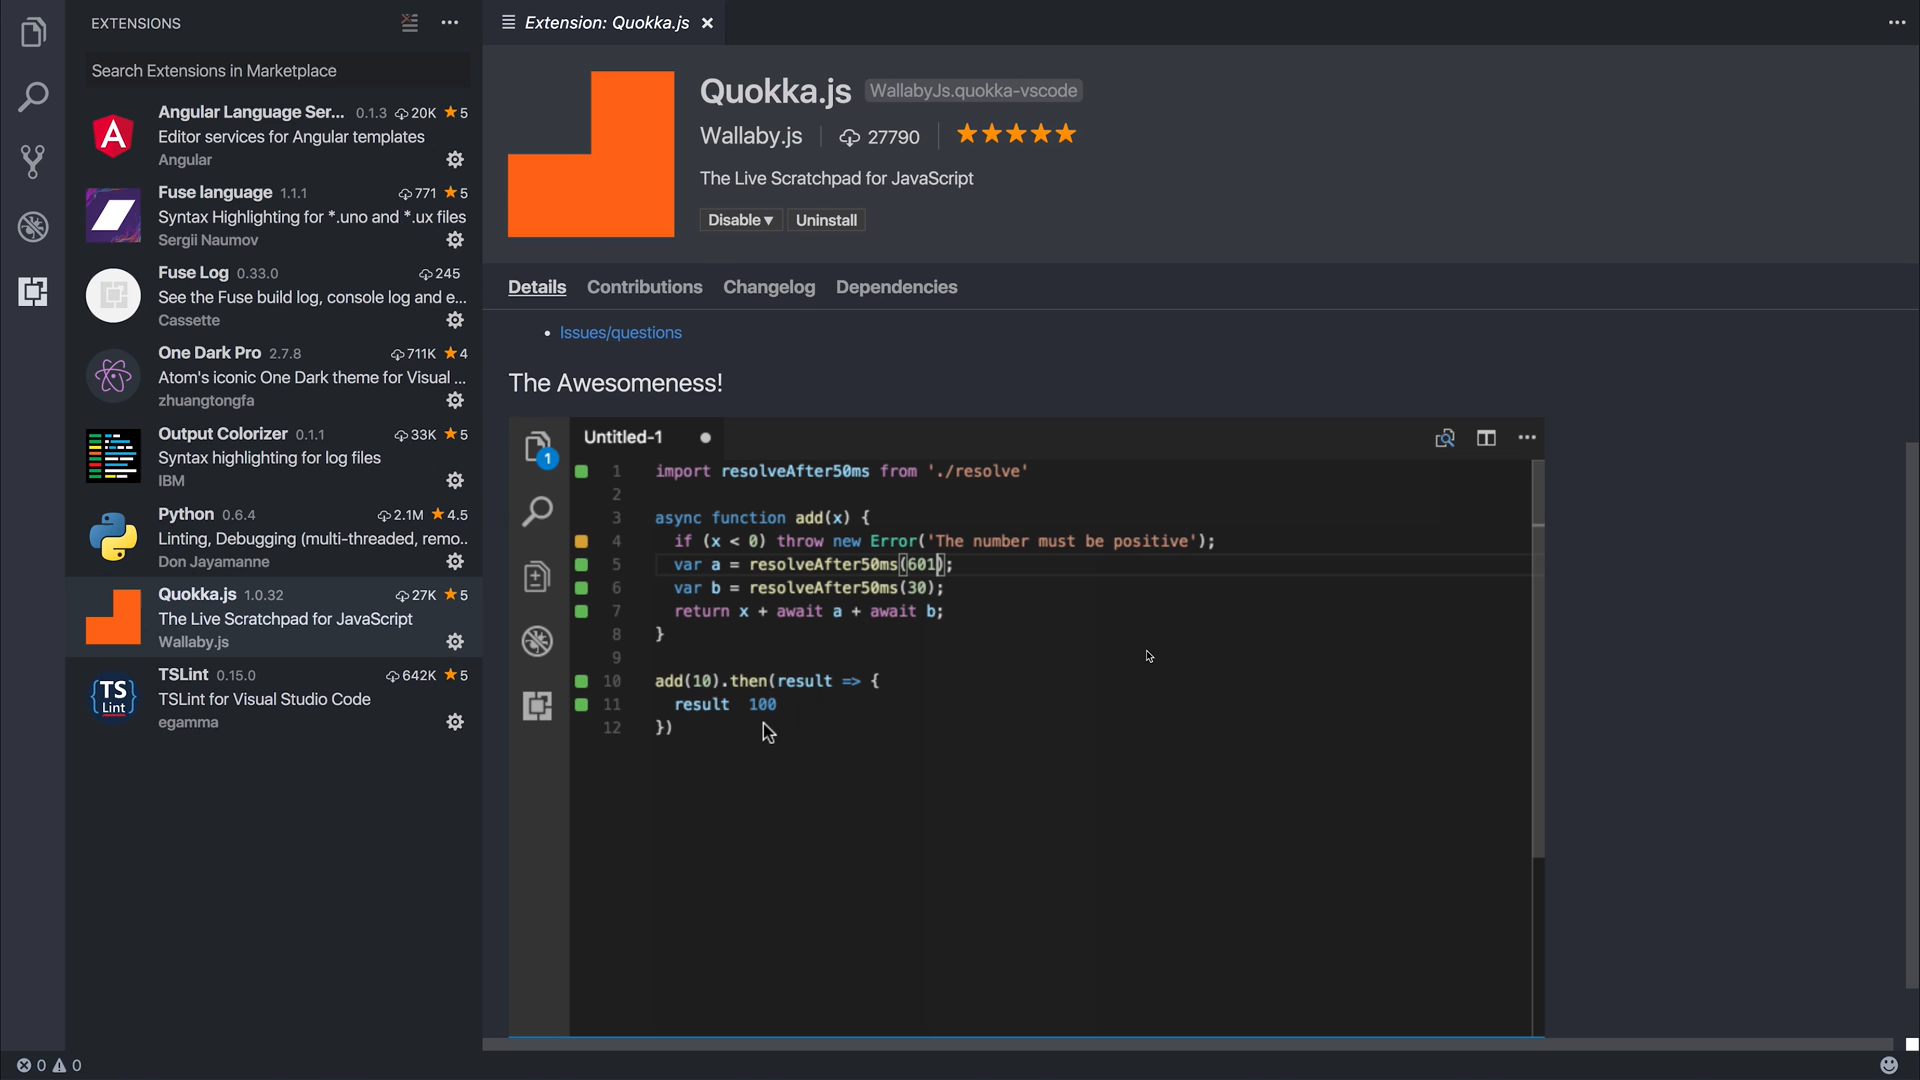 EXTENSIONS
Search Extensions in Marketplace
Angular Language Ser... 0.1.3 20K ★5
Editor services for Angular templates
Angular
Fuse language 1.1.1 771 ★5
Syntax Highlighting for *.uno and *.ux files
Sergii Naumov
Fuse Log 0.33.0 245
See the Fuse build log, console log and e...
Cassette
One Dark Pro 2.7.8 711K ★4
Atom's iconic One Dark theme for Visual ...
zhuangtongfa
Output Colorizer 0.1.1 33K ★5
Syntax highlighting for log files
IBM
Python 0.6.4 2.1M ★4.5
Linting, Debugging (multi-threaded, remo..
Don Jayamanne
Quokka.js 1.0.32 27K ★5
The Live Scratchpad for JavaScript
Wallaby.js
TS
Lint
TSLint 0.15.0 642K ★5
TSLint for Visual Studio Code
egamma
Extension: Quokka.js
Quokka.js WallabyJs.quokka-vscode
Wallaby.js 27790 ★★★★★
The Live Scratchpad for JavaScript
Disable ▾ Uninstall
Details Contributions Changelog Dependencies
• Issues/questions
The Awesomeness!
1
Untitled-1
1 import resolveAfter50ms from './resolve'
2
3 async function add(x) {
4 if (x < 0) throw new Error('The number must be positive');
5 var a = resolveAfter50ms(601);
6 var b = resolveAfter50ms(30);
7 return x + await a + await b;
8 }
9
10 add(10).then(result => {
11 result 100
12 })
0 0